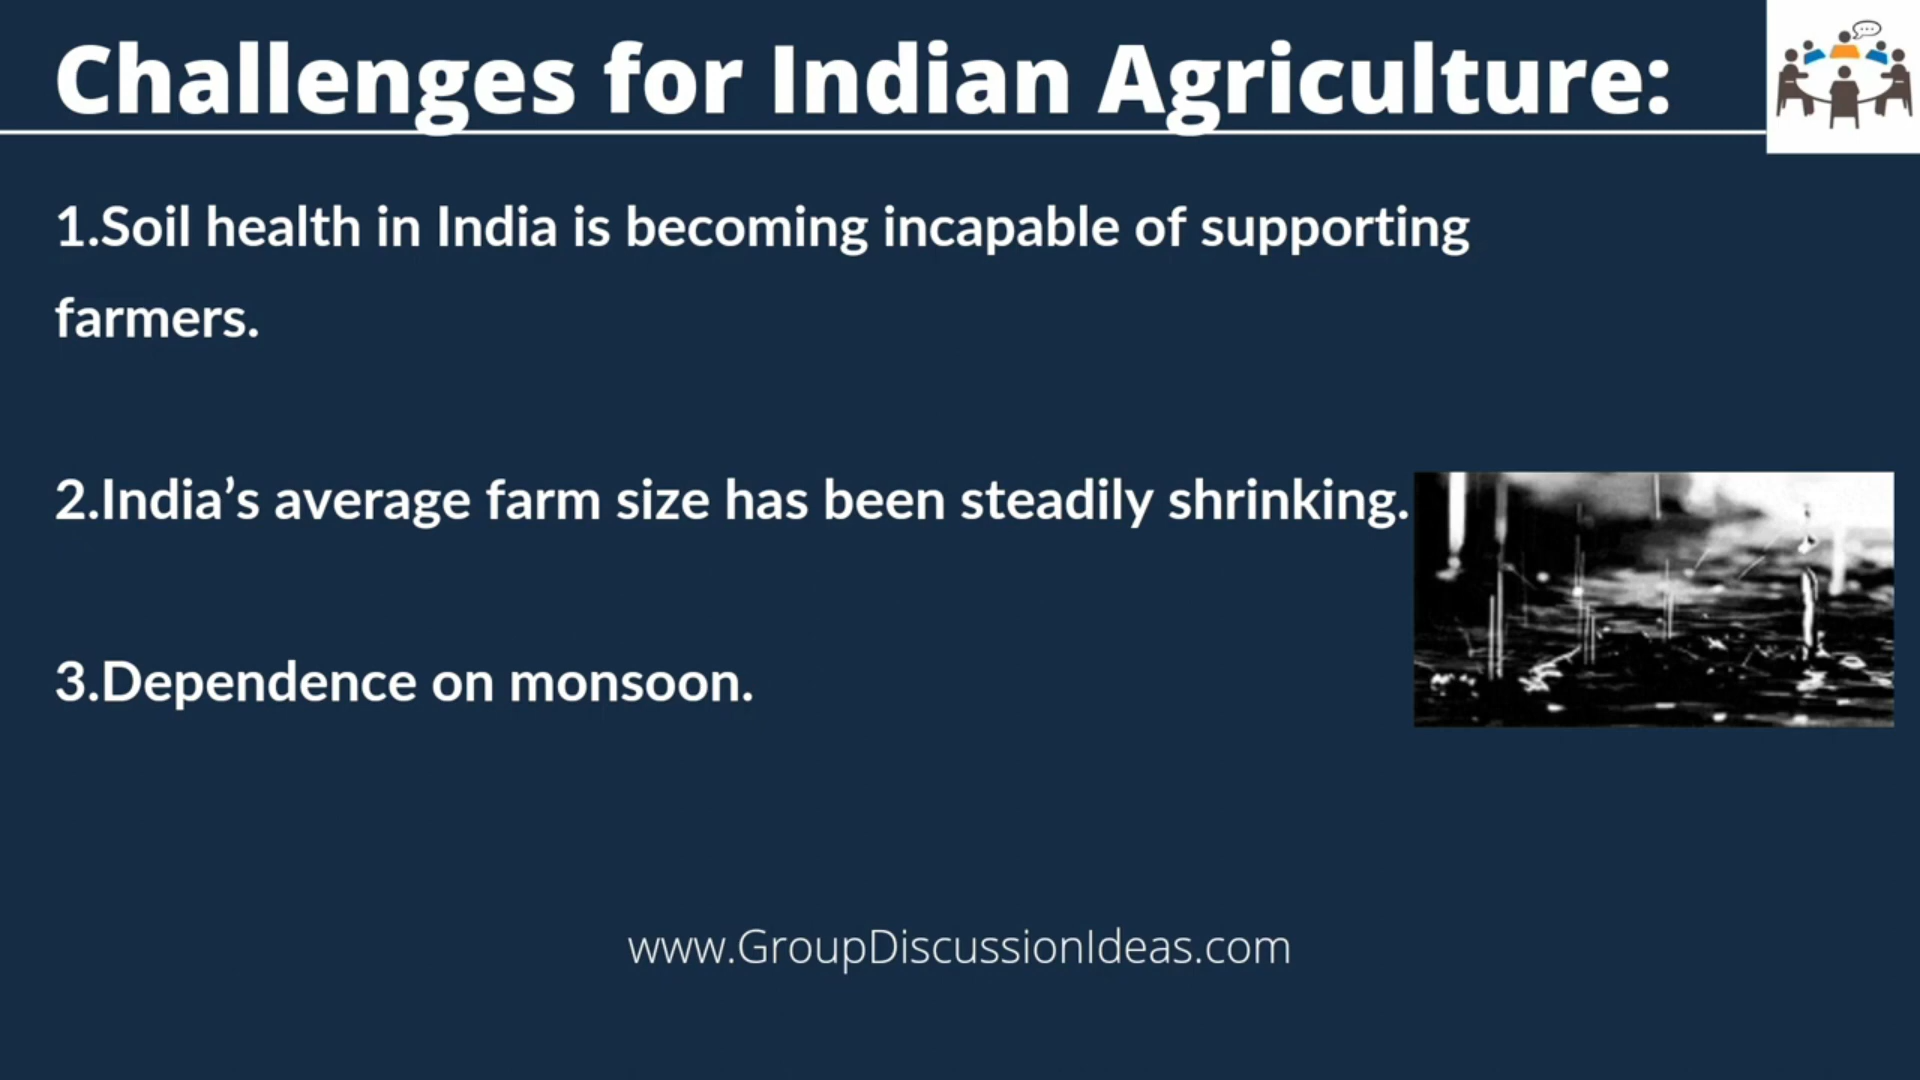 Challenges for Indian Agriculture:
1.Soil health in India is becoming incapable of supporting
farmers.
2.India’s average farm size has been steadily shrinking.
3.Dependence on monsoon.
www.GroupDiscussionIdeas.com